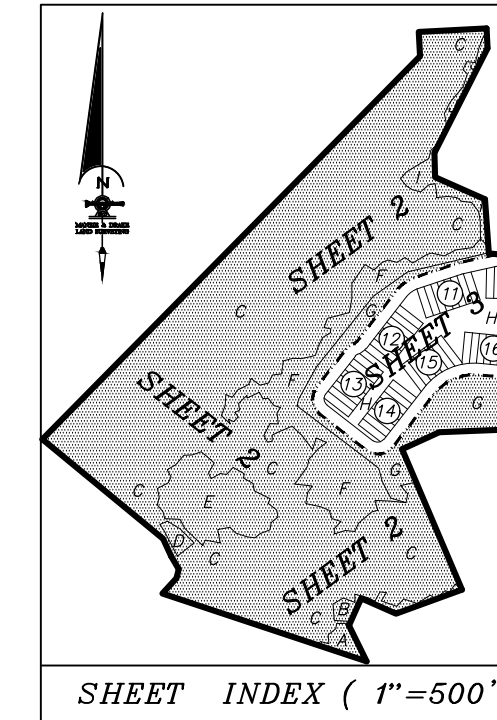 C
N
I
SHEET 2
C
F
11
H
C
G
12
SHEET 3
16
15
F
13
H
14
G
SHEET 2
C
G
C
E
F
D
C
SHEET 2
C
C
B
A
SHEET INDEX ( 1"=500'